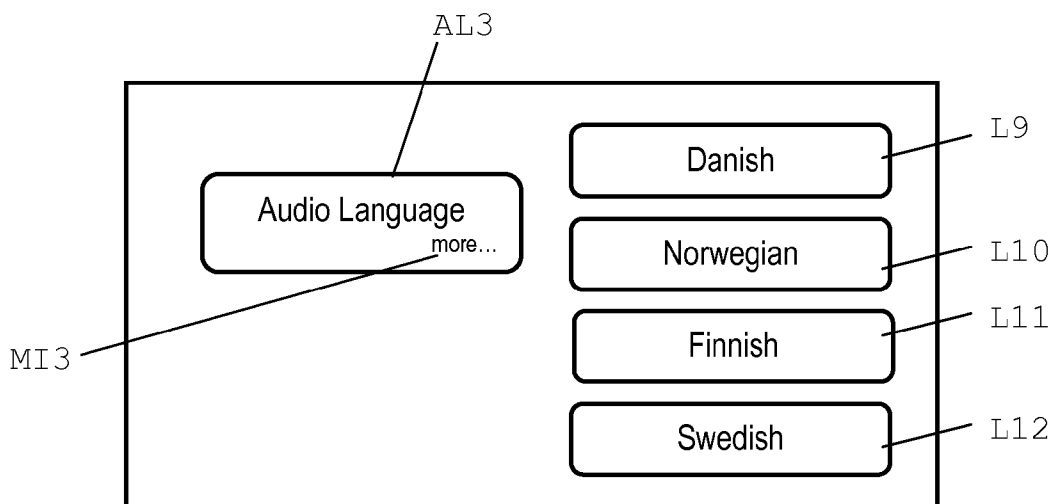 AL3
Danish
L9
Audio Language
more...
Norwegian
L10
MI3
Finnish
L11
Swedish
L12